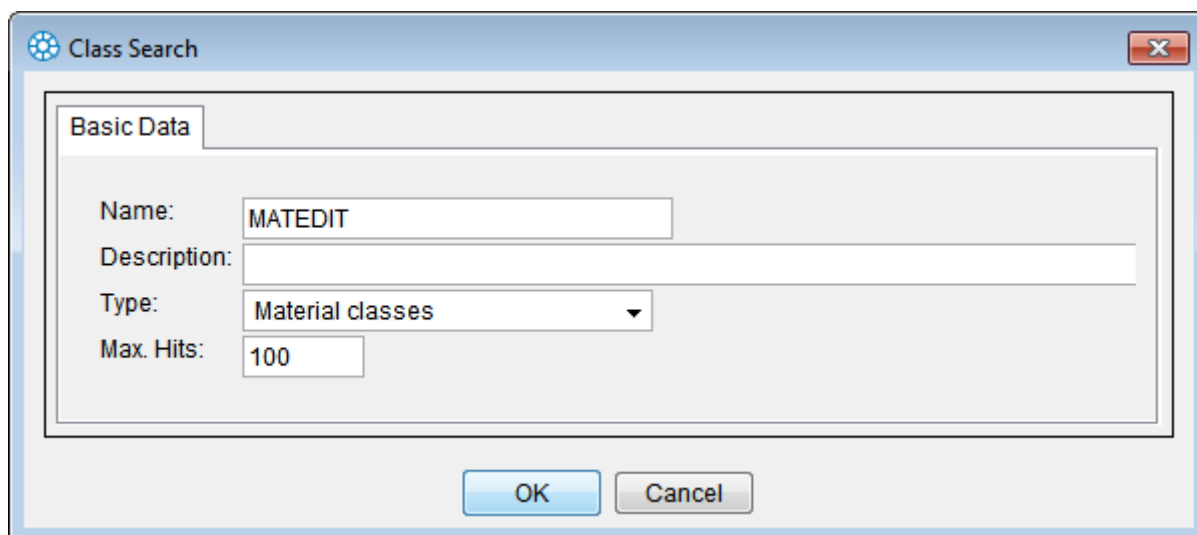 Class Search
Basic Data
Name: MATEDIT
Description:
Type: Material classes
Max. Hits: 100
OK Cancel